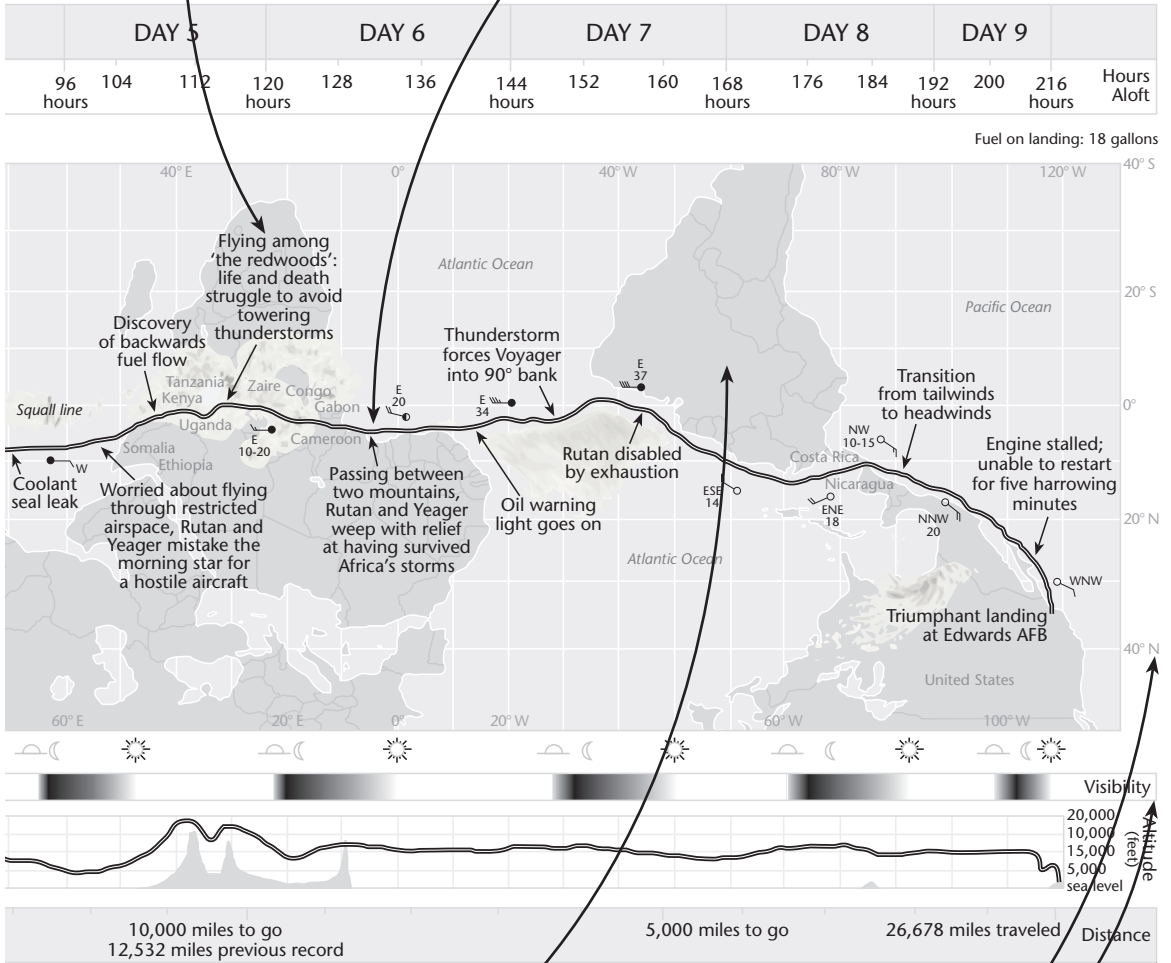 DAY 5 DAY 6 DAY 7 DAY 8 DAY 9
96 hours 104 112 120 hours 128 136 144 hours 152 160 168 hours 176 184 192 hours 200 216 hours
Hours Aloft
Fuel on landing: 18 gallons
40° E 0° 40° W 80° W 120° W 40° S
Atlantic Ocean
20° S
Pacific Ocean
Flying among
'the redwoods':
life and death
struggle to avoid
towering
thunderstorms
Discovery
of backwards
fuel flow
Thunderstorm
forces Voyager
into 90° bank
E
37
Transition
from tailwinds
to headwinds
Tanzania
Zaire
Congo
Kenya
Gabon
E
20
E
34
0°
Squall line
Uganda
Cameroon
E
10-20
Somalia
Ethiopia
W
NW
10-15
Costa Rica
Nicaragua
Engine stalled;
unable to restart
for five harrowing
minutes
Coolant
seal leak
Worried about flying
through restricted
airspace, Rutan and
Yeager mistake the
morning star for
a hostile aircraft
Passing between
two mountains,
Rutan and Yeager
weep with relief
at having survived
Africa's storms
Oil warning
light goes on
Rutan disabled
by exhaustion
ESE
14
ENE
18
NNW
20
20° N
Atlantic Ocean
WNW
Triumphant landing
at Edwards AFB
40° N
United States
60° E 20° E 0° 20° W 60° W 100° W
Visibility
20,000
10,000
15,000
5,000
sea level
Altitude
(feet)
10,000 miles to go
12,532 miles previous record
5,000 miles to go
26,678 miles traveled
Distance